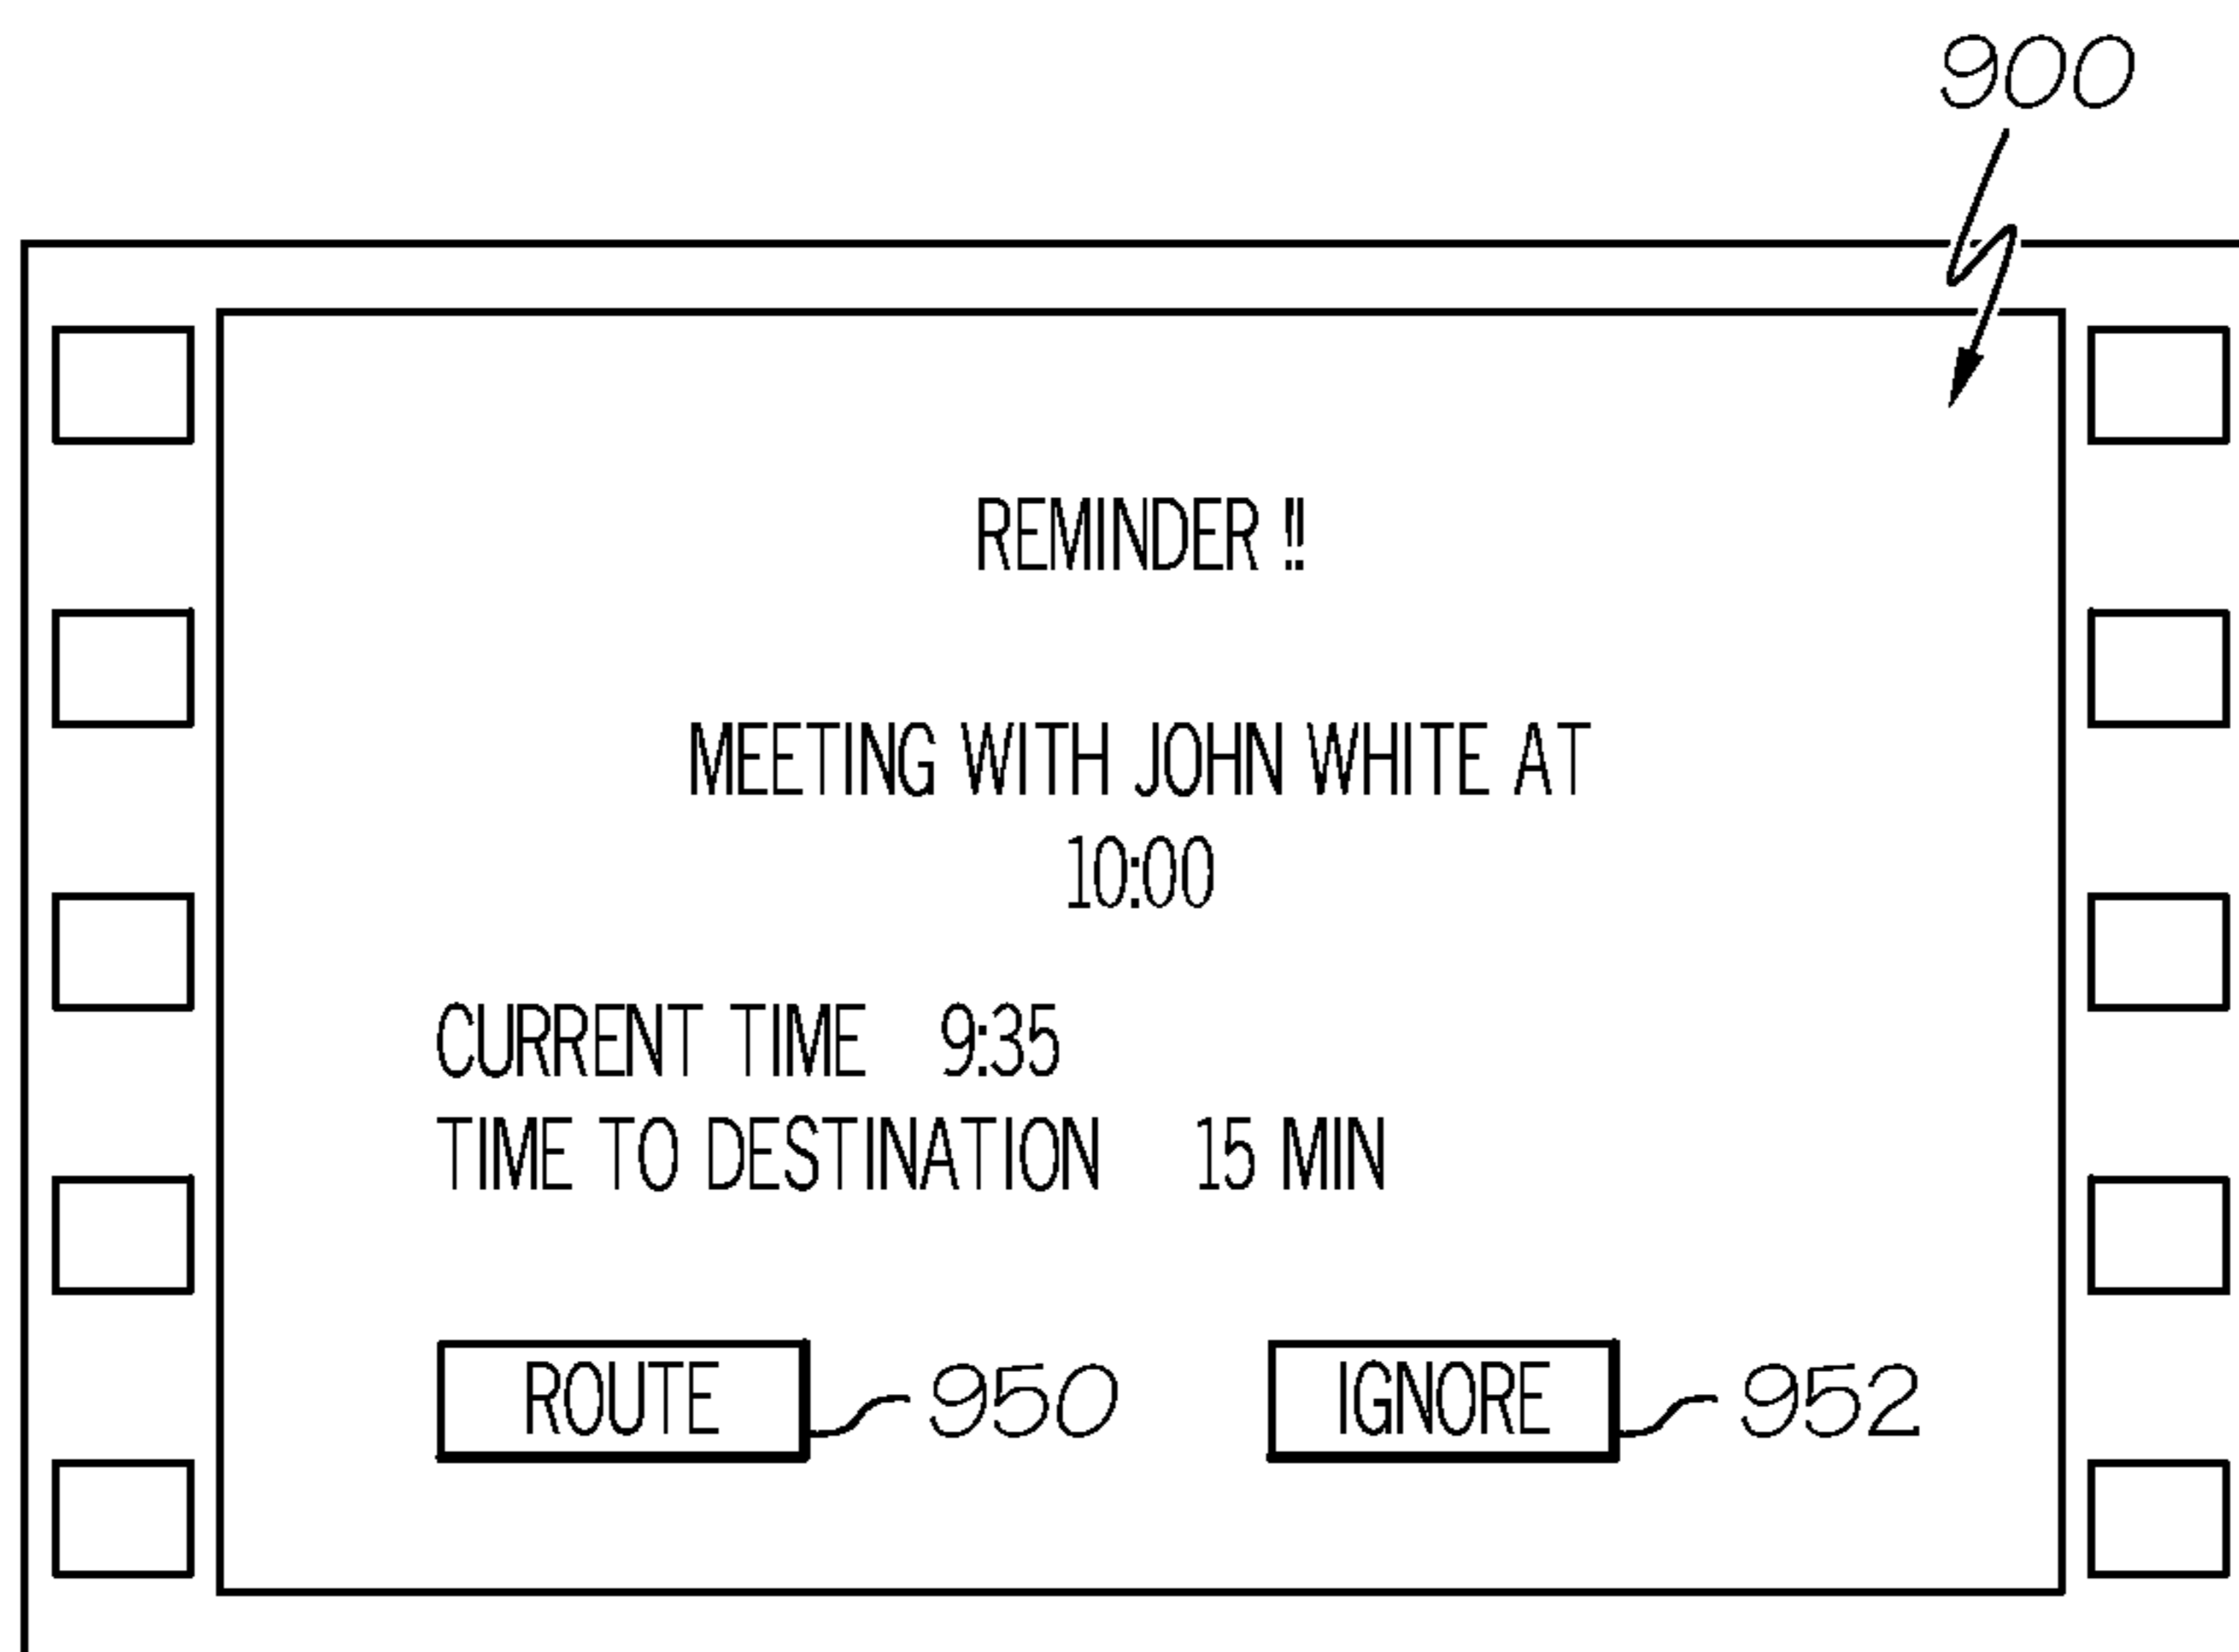 900
REMINDER !!
MEETING WITH JOHN WHITE AT
10:00
CURRENT TIME 9:35
TIME TO DESTINATION 15 MIN
ROUTE 950 IGNORE 952